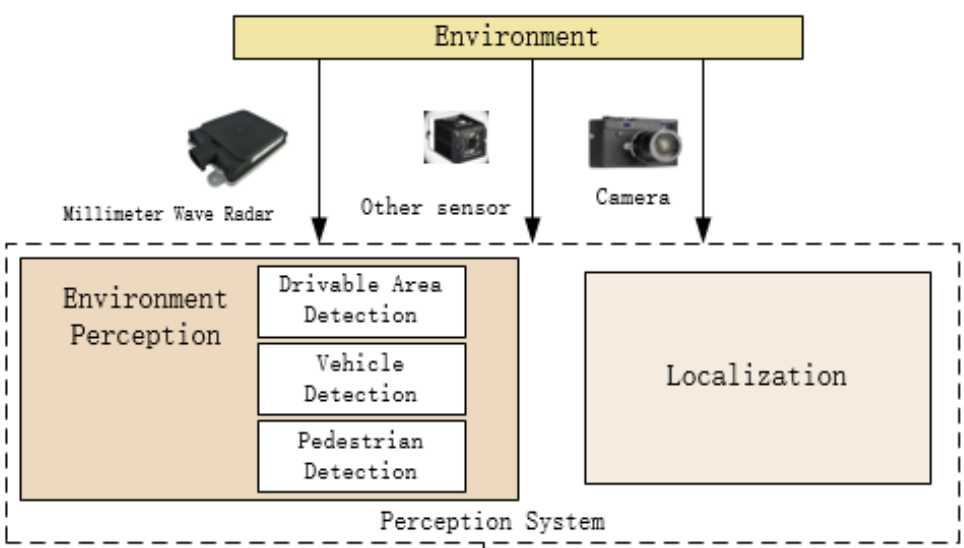 Environment
Millimeter Wave Radar
Other sensor
Camera
Environment
Perception
Drivable Area
Detection
Vehicle
Detection
Pedestrian
Detection
Localization
Perception System